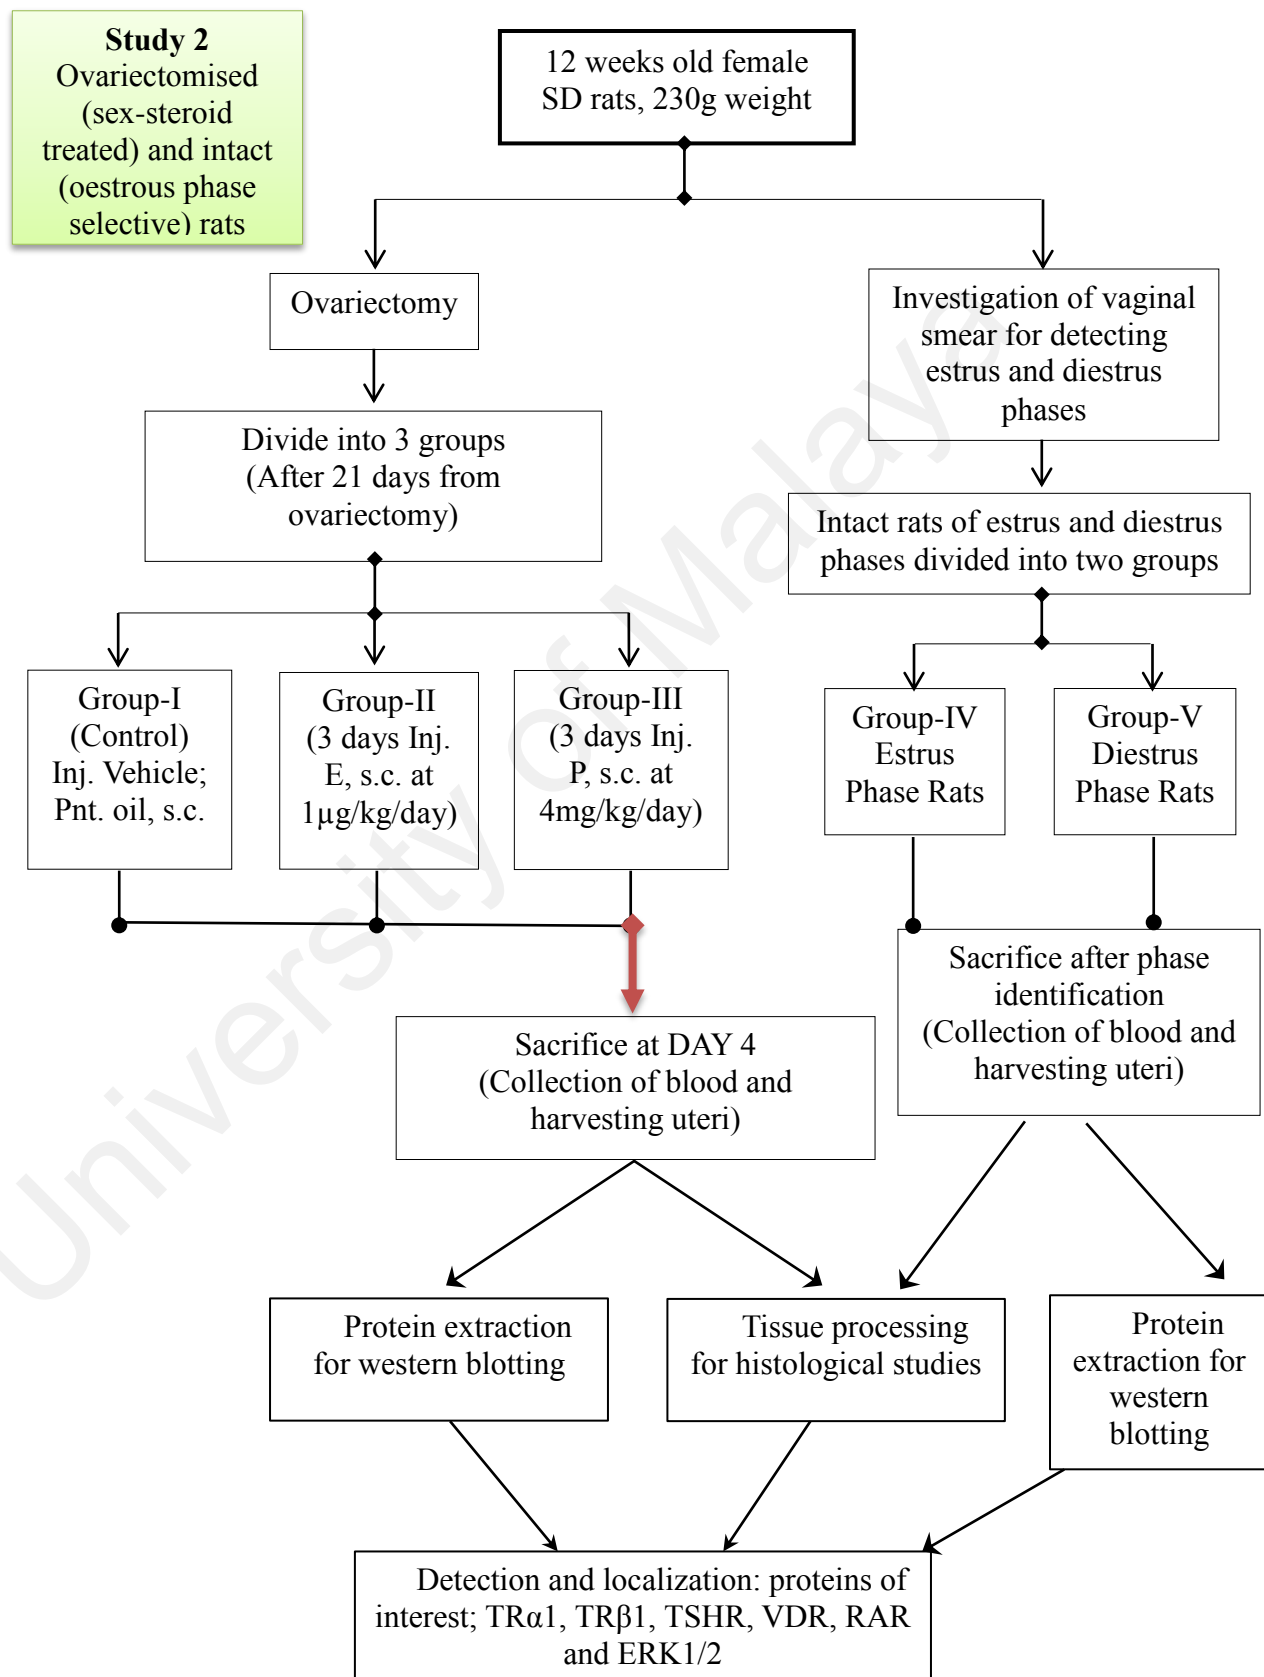 Study 2
Ovariectomised
(sex-steroid
treated) and intact
(oestrous phase
selective) rats
12 weeks old female
SD rats, 230g weight
Ovariectomy
Investigation of vaginal
smear for detecting
estrus and diestrus
phases
Divide into 3 groups
(After 21 days from
ovariectomy)
Intact rats of estrus and diestrus
phases divided into two groups
Group-I
(Control)
Inj. Vehicle;
Pnt. oil, s.c.
Group-II
(3 days Inj.
E, s.c. at
1µg/kg/day)
Group-III
(3 days Inj.
P, s.c. at
4mg/kg/day)
Group-IV
Estrus
Phase Rats
Group-V
Diestrus
Phase Rats
Sacrifice at DAY 4
(Collection of blood and
harvesting uteri)
Sacrifice after phase
identification
(Collection of blood and
harvesting uteri)
Protein extraction
for western blotting
Tissue processing
for histological studies
Protein
extraction for
western
blotting
Detection and localization: proteins of
interest; TRα1, TRβ1, TSHR, VDR, RAR
and ERK1/2
University of Malaya